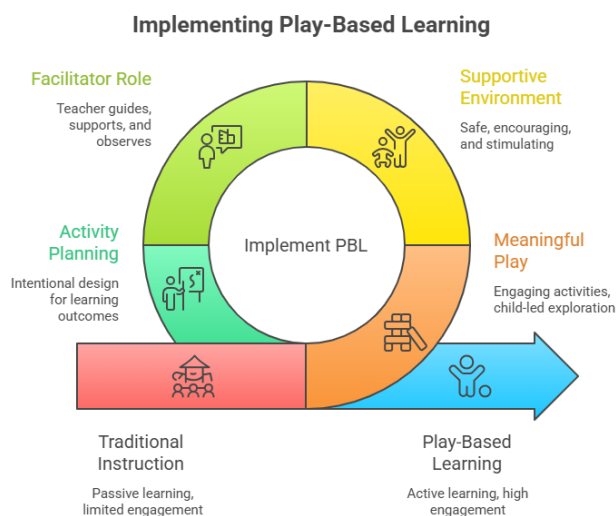 Implementing Play-Based Learning
Facilitator Role
Teacher guides,
supports, and
observes
Supportive
Environment
Safe, encouraging,
and stimulating
Activity
Planning
Intentional design
for learning
outcomes
Implement PBL
Meaningful
Play
Engaging activities,
child-led exploration
Traditional
Instruction
Passive learning,
limited engagement
Play-Based
Learning
Active learning, high
engagement